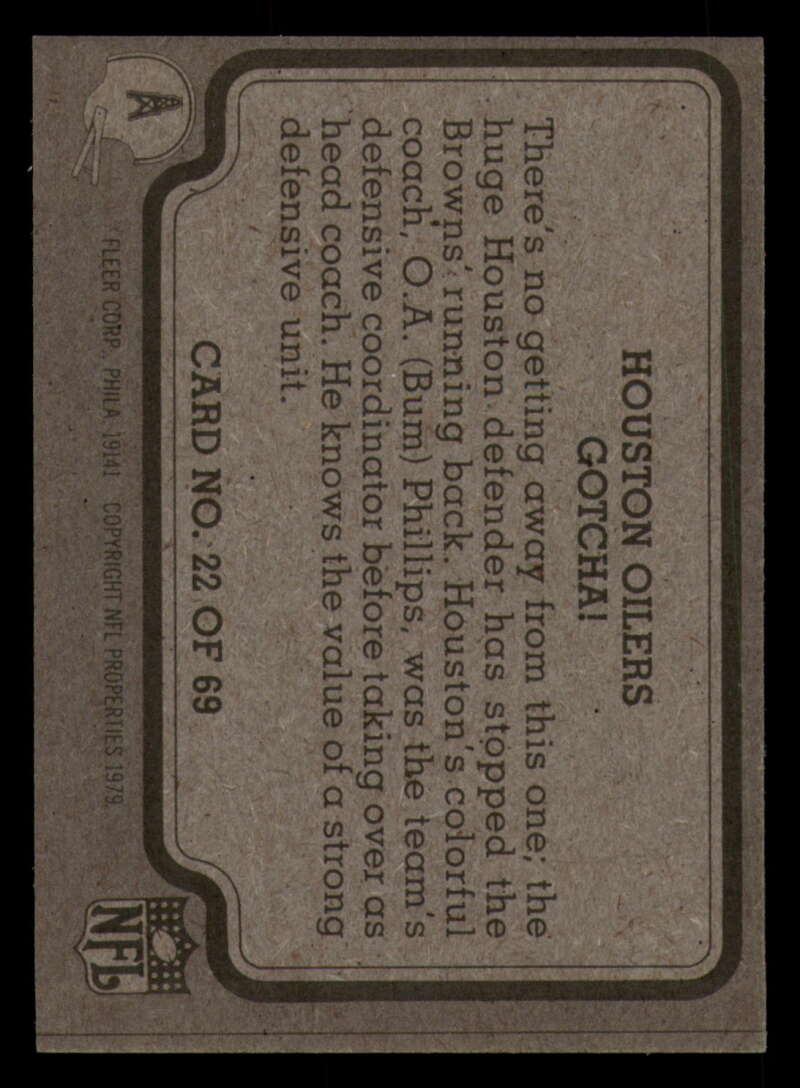 HOUSTON OILERS
GOTCHA!
There's no getting away from this one; the
huge Houston defender has stopped the
Browns' running back. Houston's colorful
coach, O.A. (Bum) Phillips, was the team's
defensive coordinator before taking over as
head coach. He knows the value of a strong
defensive unit.
CARD NO. 22 OF 69
FLEER CORP., PHILA. 19141 COPYRIGHT NFL PROPERTIES 1979.
NFL